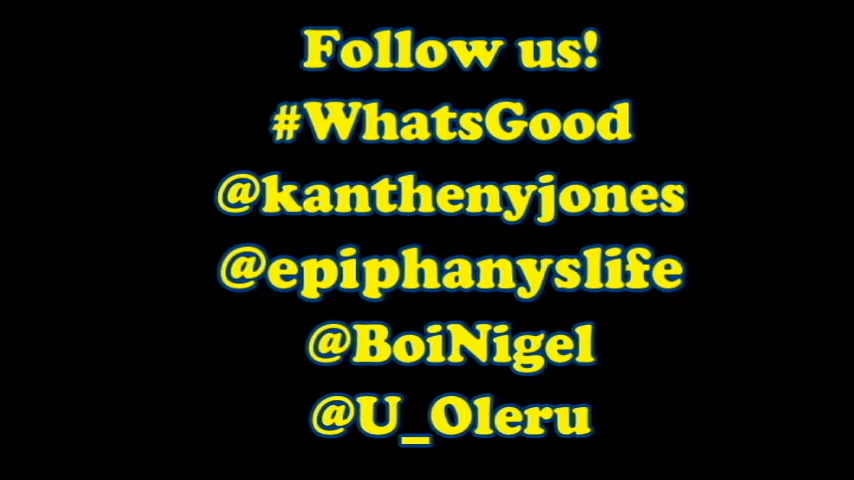 Follow us!
#WhatsGood
@kanthenyjones
@epiphanyslife
@BoiNigel
@U_Oleru